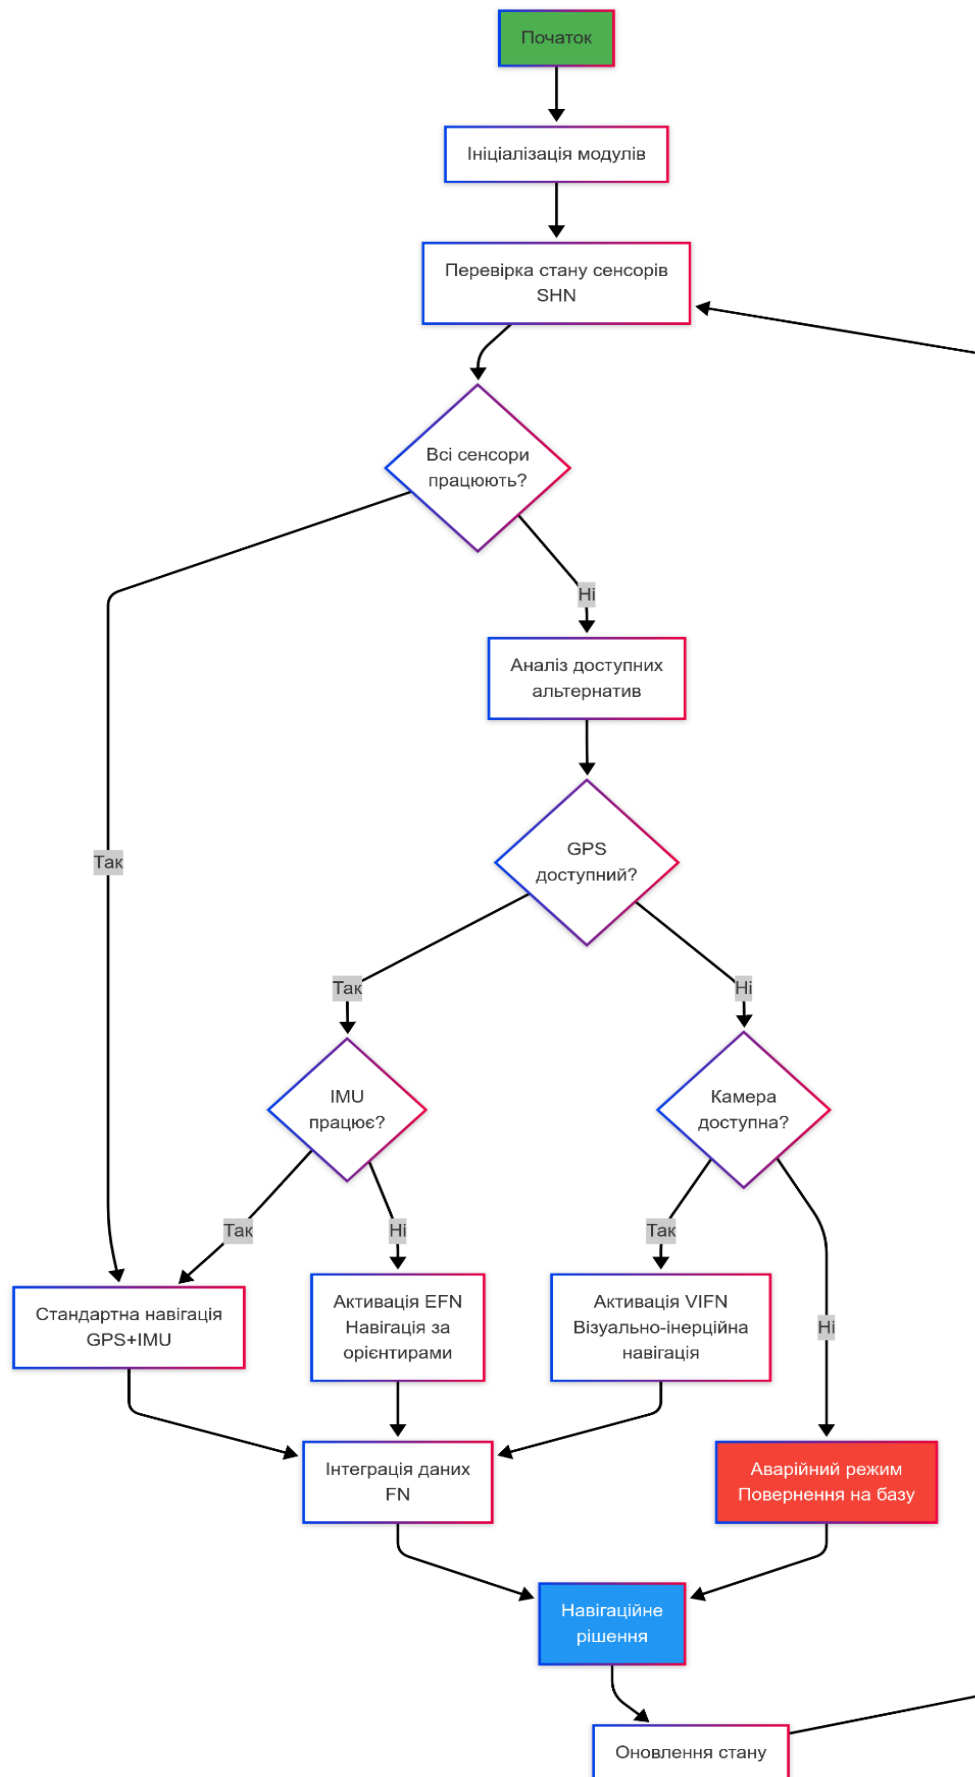 Початок
Ініціалізація модулів
Перевірка стану сенсорів
SHN
Всі сенсори
працюють?
Ні
Аналіз доступних
альтернатив
Так
GPS
доступний?
Так
Ні
IMU
працює?
Камера
доступна?
Так
Ні
Так
Ні
Стандартна навігація
GPS+IMU
Активація EFN
Навігація за
орієнтирами
Активація VIFN
Візуально-інерційна
навігація
Інтеграція даних
FN
Аварійний режим
Повернення на базу
Навігаційне
рішення
Оновлення стану